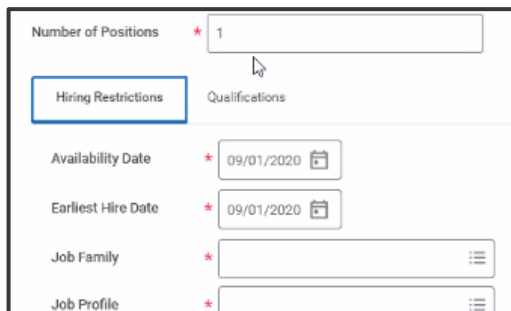 Number of Positions * 1
Hiring Restrictions Qualifications
Availability Date * 09/01/2020
Earliest Hire Date * 09/01/2020
Job Family *
Job Profile *